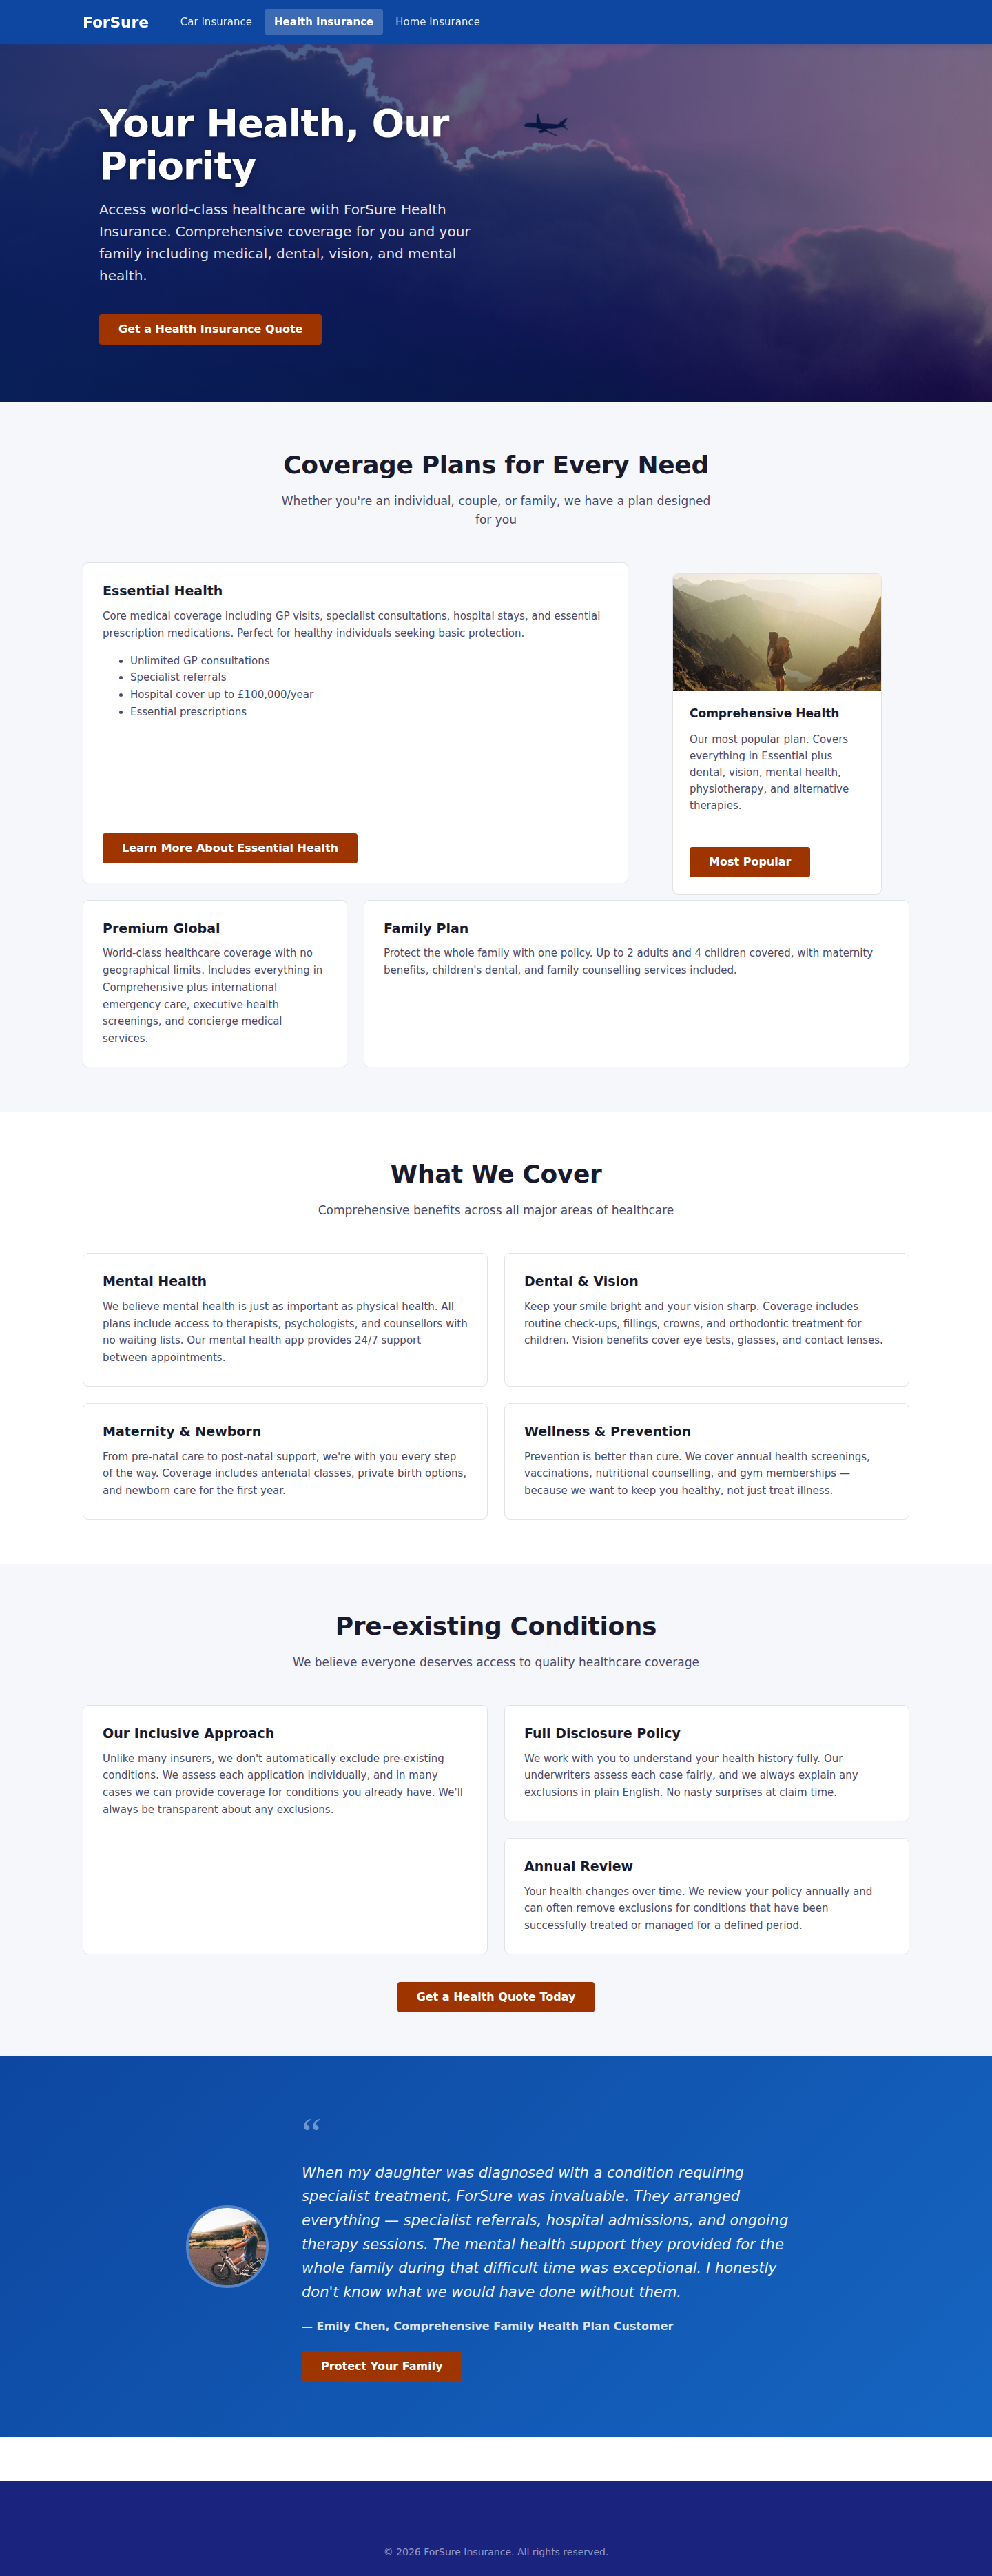 ForSure
Car Insurance
Health Insurance
Home Insurance
Your Health, Our
Priority
Access world-class healthcare with ForSure Health
Insurance. Comprehensive coverage for you and your
family including medical, dental, vision, and mental
health.
Get a Health Insurance Quote
Coverage Plans for Every Need
Whether you're an individual, couple, or family, we have a plan designed
for you
Essential Health
Core medical coverage including GP visits, specialist consultations, hospital stays, and essential
prescription medications. Perfect for healthy individuals seeking basic protection.
• Unlimited GP consultations
• Specialist referrals
• Hospital cover up to £100,000/year
• Essential prescriptions
Learn More About Essential Health
Comprehensive Health
Our most popular plan. Covers
everything in Essential plus
dental, vision, mental health,
physiotherapy, and alternative
therapies.
Most Popular
Premium Global
World-class healthcare coverage with no
geographical limits. Includes everything in
Comprehensive plus international
emergency care, executive health
screenings, and concierge medical
services.
Family Plan
Protect the whole family with one policy. Up to 2 adults and 4 children covered, with maternity
benefits, children's dental, and family counselling services included.
What We Cover
Comprehensive benefits across all major areas of healthcare
Mental Health
We believe mental health is just as important as physical health. All
plans include access to therapists, psychologists, and counsellors with
no waiting lists. Our mental health app provides 24/7 support
between appointments.
Dental & Vision
Keep your smile bright and your vision sharp. Coverage includes
routine check-ups, fillings, crowns, and orthodontic treatment for
children. Vision benefits cover eye tests, glasses, and contact lenses.
Maternity & Newborn
From pre-natal care to post-natal support, we're with you every step
of the way. Coverage includes antenatal classes, private birth options,
and newborn care for the first year.
Wellness & Prevention
Prevention is better than cure. We cover annual health screenings,
vaccinations, nutritional counselling, and gym memberships —
because we want to keep you healthy, not just treat illness.
Pre-existing Conditions
We believe everyone deserves access to quality healthcare coverage
Our Inclusive Approach
Unlike many insurers, we don't automatically exclude pre-existing
conditions. We assess each application individually, and in many
cases we can provide coverage for conditions you already have. We'll
always be transparent about any exclusions.
Full Disclosure Policy
We work with you to understand your health history fully. Our
underwriters assess each case fairly, and we always explain any
exclusions in plain English. No nasty surprises at claim time.
Annual Review
Your health changes over time. We review your policy annually and
can often remove exclusions for conditions that have been
successfully treated or managed for a defined period.
Get a Health Quote Today
“
When my daughter was diagnosed with a condition requiring
specialist treatment, ForSure was invaluable. They arranged
everything — specialist referrals, hospital admissions, and ongoing
therapy sessions. The mental health support they provided for the
whole family during that difficult time was exceptional. I honestly
don't know what we would have done without them.
— Emily Chen, Comprehensive Family Health Plan Customer
Protect Your Family
© 2026 ForSure Insurance. All rights reserved.